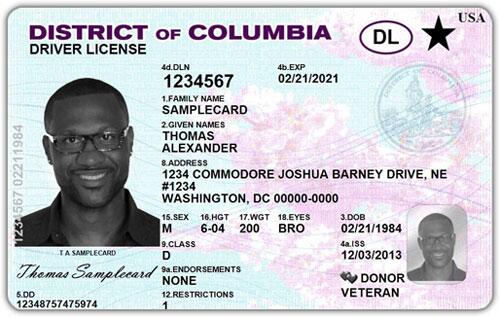 DISTRICT OF COLUMBIA
DRIVER LICENSE
DL
USA
4d.DLN
1234567
4b.EXP
02/21/2021
1.FAMILY NAME
SAMPLECARD
2.GIVEN NAMES
THOMAS
ALEXANDER
8.ADDRESS
1234 COMMODORE JOSHUA BARNEY DRIVE, NE
#1234
WASHINGTON, DC 00000-0000
15.SEX
M
16.HGT
6-04
17.WGT
200
18.EYES
BRO
3.DOB
02/21/1984
9.CLASS
D
4a.ISS
12/03/2013
9a.ENDORSEMENTS
NONE
DONOR
VETERAN
12.RESTRICTIONS
1
1234567 02211984
T A SAMPLECARD
Thomas Samplecard
5.DD
12348757475974